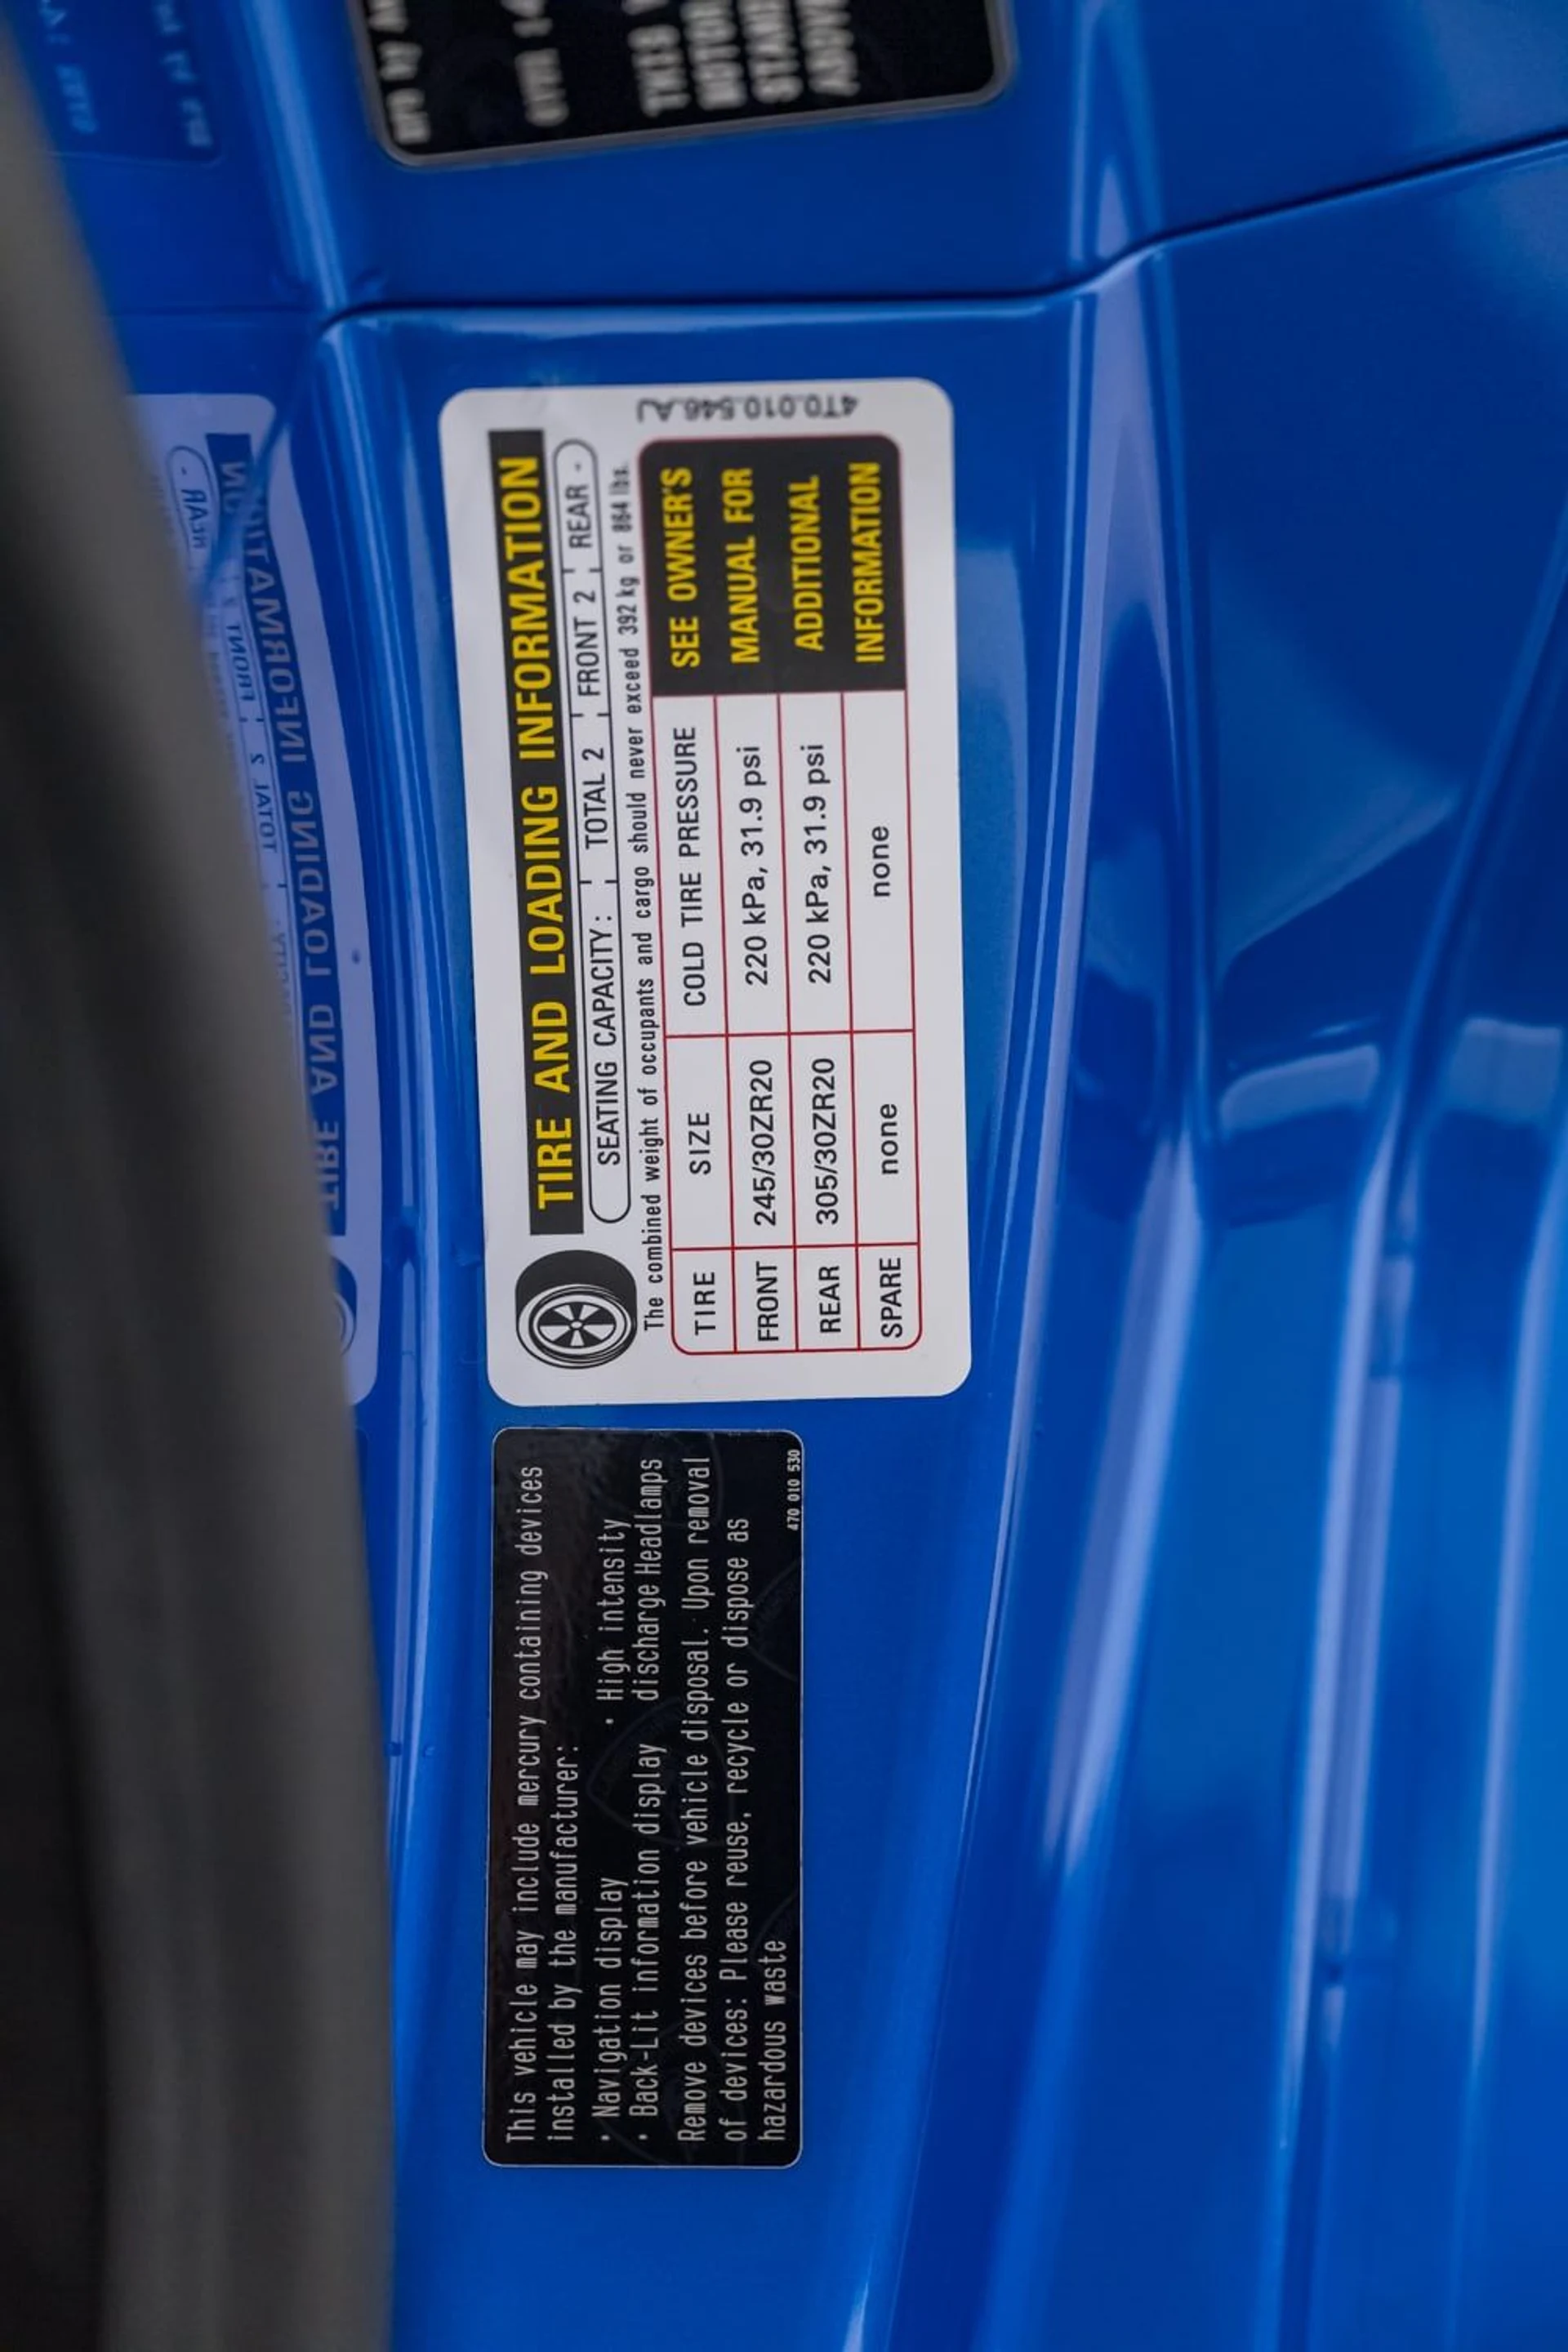 TIRE AND LOADING INFORMATION
SEATING CAPACITY: TOTAL 2 FRONT 2 REAR -
The combined weight of occupants and cargo should never exceed 392 kg or 864 lbs.
TIRE SIZE COLD TIRE PRESSURE
FRONT 245/30ZR20 220 kPa, 31.9 psi
REAR 305/30ZR20 220 kPa, 31.9 psi
SPARE none none
SEE OWNER'S
MANUAL FOR
ADDITIONAL
INFORMATION
This vehicle may include mercury containing devices
installed by the manufacturer:
· Navigation display · High intensity
· Back-Lit information display discharge Headlamps
Remove devices before vehicle disposal. Upon removal
of devices: Please reuse, recycle or dispose as
hazardous waste
470 010 530